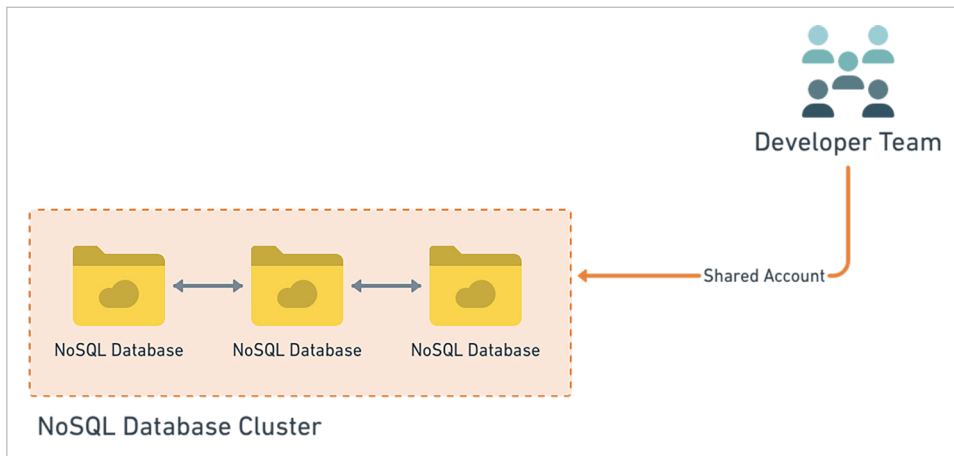 Developer Team
Shared Account
NoSQL Database
NoSQL Database
NoSQL Database
NoSQL Database Cluster